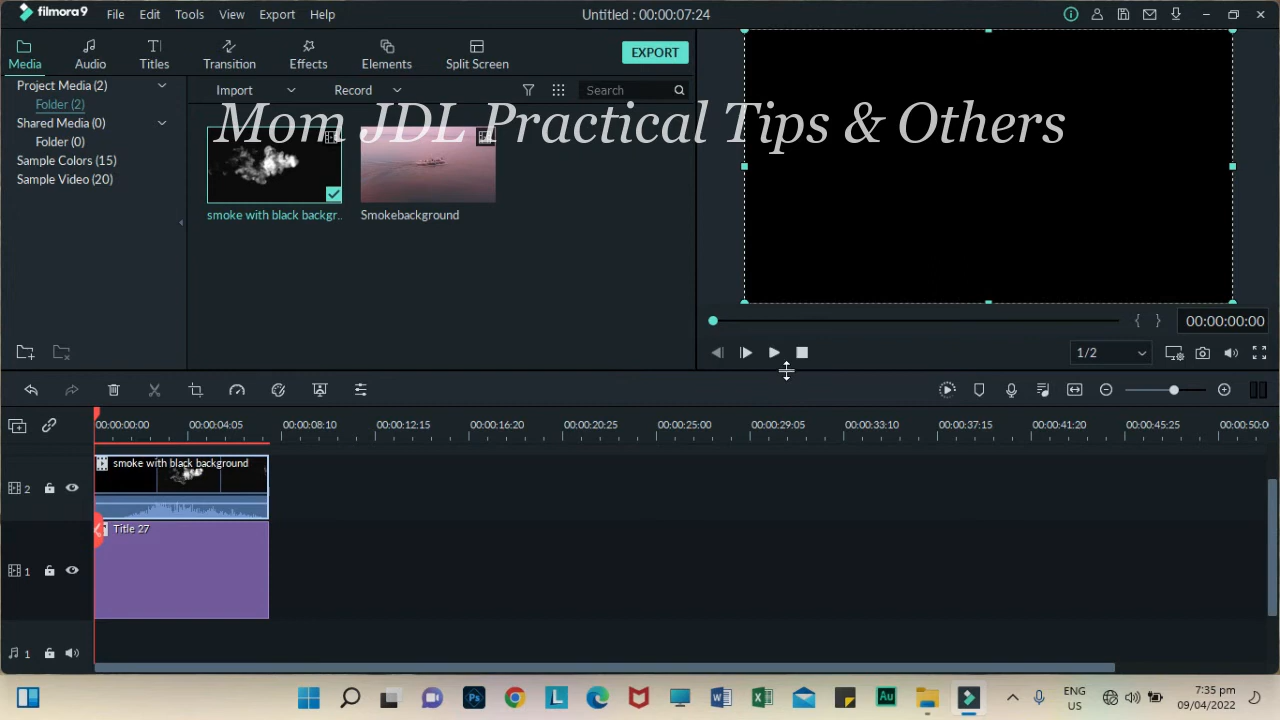 filmora9 File Edit Tools View Export Help Untitled : 00:00:07:24
Media Audio Titles Transition Effects Elements Split Screen EXPORT
Project Media (2)
Folder (2)
Shared Media (0)
Folder (0)
Sample Colors (15)
Sample Video (20)
Import Record Search
Mom JDL Practical Tips & Others
smoke with black backgr.. Smokebackground
{ } 00:00:00:00
1/2
00:00:00:00 00:00:04:05 00:00:08:10 00:00:12:15 00:00:16:20 00:00:20:25 00:00:25:00 00:00:29:05 00:00:33:10 00:00:37:15 00:00:41:20 00:00:45:25 00:00:50:0
2 smoke with black background
Title 27
1
1
Ps L W X Au ENG US 7:35 pm
09/04/2022